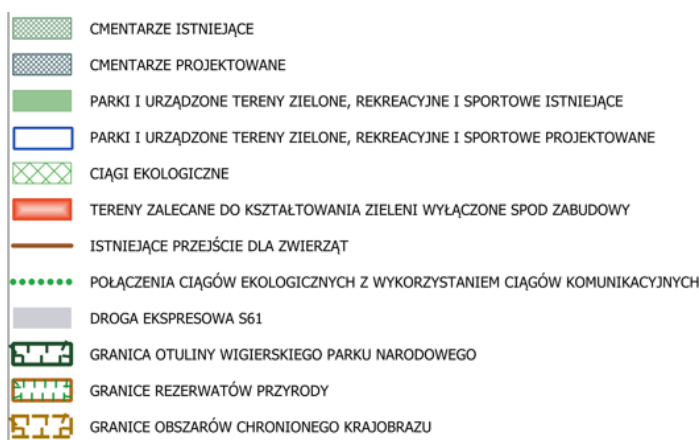 CMENTARZE ISTNIEJĄCE
CMENTARZE PROJEKTOWANE
PARKI I URZĄDZONE TERENY ZIELONE, REKREACYJNE I SPORTOWE ISTNIEJĄCE
PARKI I URZĄDZONE TERENY ZIELONE, REKREACYJNE I SPORTOWE PROJEKTOWANE
CIĄGI EKOLOGICZNE
TERENY ZALECANE DO KSZTAŁTOWANIA ZIELENI WYŁĄCZONE SPOD ZABUDOWY
ISTNIEJĄCE PRZEJŚCIE DLA ZWIERZĄT
POŁĄCZENIA CIĄGÓW EKOLOGICZNYCH Z WYKORZYSTANIEM CIĄGÓW KOMUNIKACYJNYCH
DROGA EKSPRESOWA S61
GRANICA OTULINY WIGIERSKIEGO PARKU NARODOWEGO
GRANICE REZERWATÓW PRZYRODY
GRANICE OBSZARÓW CHRONIONEGO KRAJOBRAZU